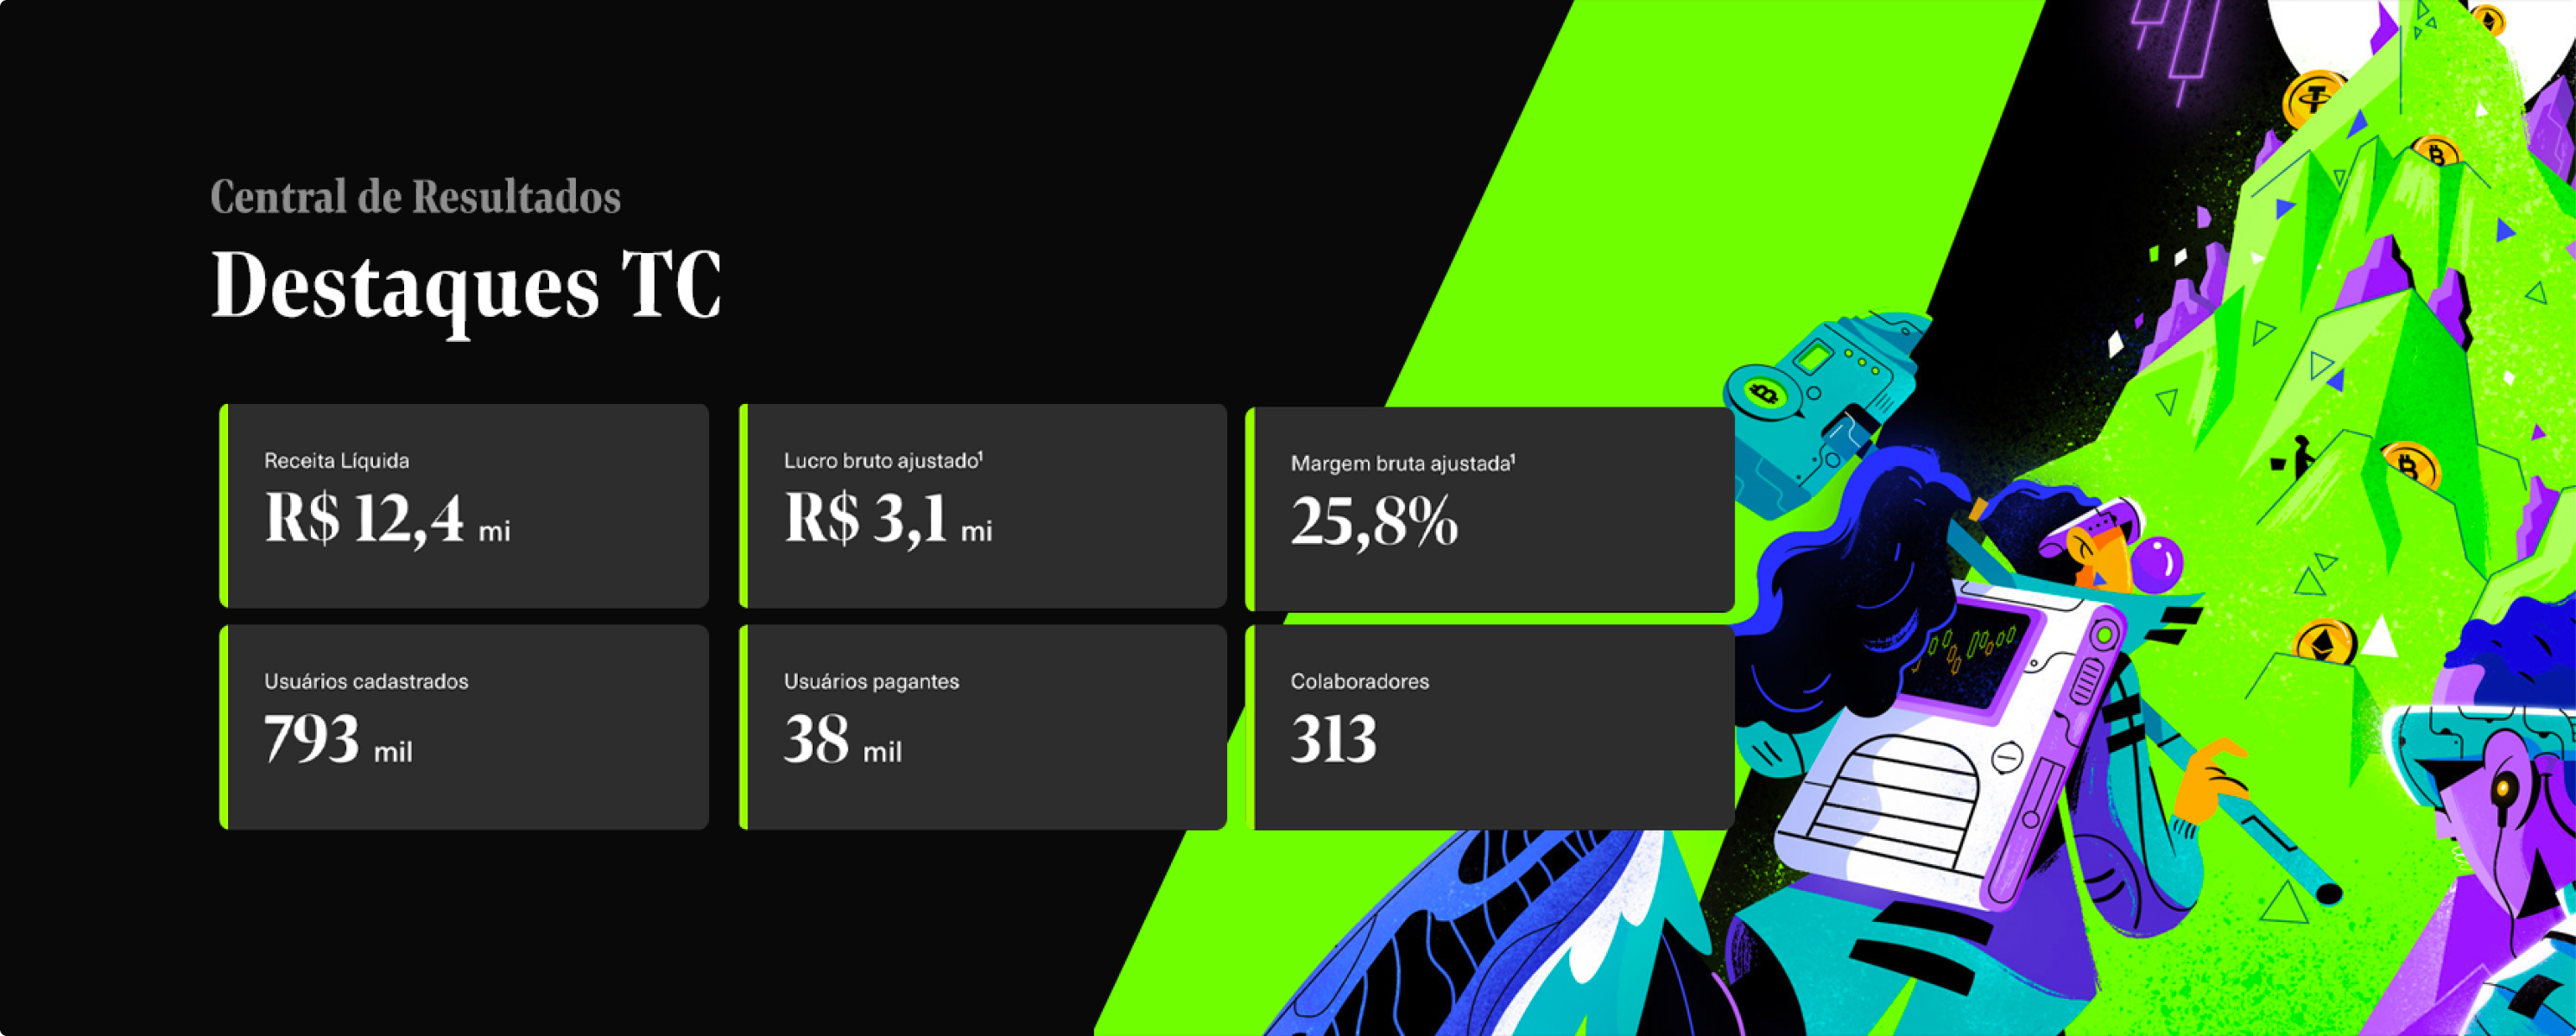 Central de Resultados
Destaques TC
Receita Líquida
R$ 12,4 mi
Lucro bruto ajustado¹
R$ 3,1 mi
Margem bruta ajustada¹
25,8%
Usuários cadastrados
793 mil
Usuários pagantes
38 mil
Colaboradores
313